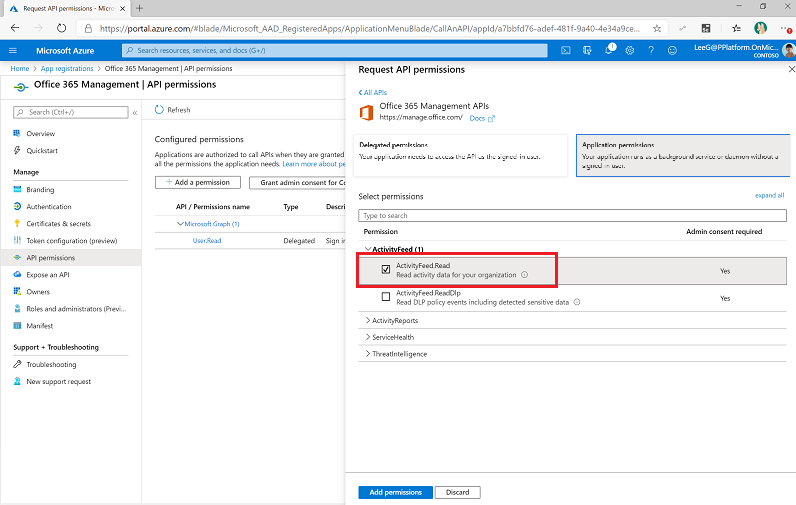 Request API permissions - Micro
https://portal.azure.com/#blade/Microsoft_AAD_RegisteredApps/ApplicationMenuBlade/CallAnAPI/appId/a7bbfd76-adef-481f-9a40-4e34a9ce...
Microsoft Azure
Search resources, services, and docs (G+/)
1
LeeG@PPlatform.OnMic...
CONTOSO
Home > App registrations > Office 365 Management | API permissions
Office 365 Management | API permissions
Search (Ctrl+/)
Overview
Quickstart
Manage
Branding
Authentication
Certificates & secrets
Token configuration (preview)
API permissions
Expose an API
Owners
Roles and administrators (Previ...
Manifest
Support + Troubleshooting
Troubleshooting
New support request
Refresh
Configured permissions
Applications are authorized to call APIs when they are granted
all the permissions the application needs. Learn more about pe
+ Add a permission
Grant admin consent for Co
API / Permissions name Type Descri
Microsoft Graph (1)
User.Read Delegated Sign in
Request API permissions
All APIs
Office 365 Management APIs
https://manage.office.com/ Docs
Delegated permissions
Your application needs to access the API as the signed-in user.
Application permissions
Your application runs as a background service or daemon without a
signed-in user.
Select permissions
expand all
Type to search
Permission Admin consent required
ActivityFeed (1)
ActivityFeed.Read
Read activity data for your organization
Yes
ActivityFeed.ReadDlp
Read DLP policy events including detected sensitive data
Yes
ActivityReports
ServiceHealth
ThreatIntelligence
Add permissions
Discard